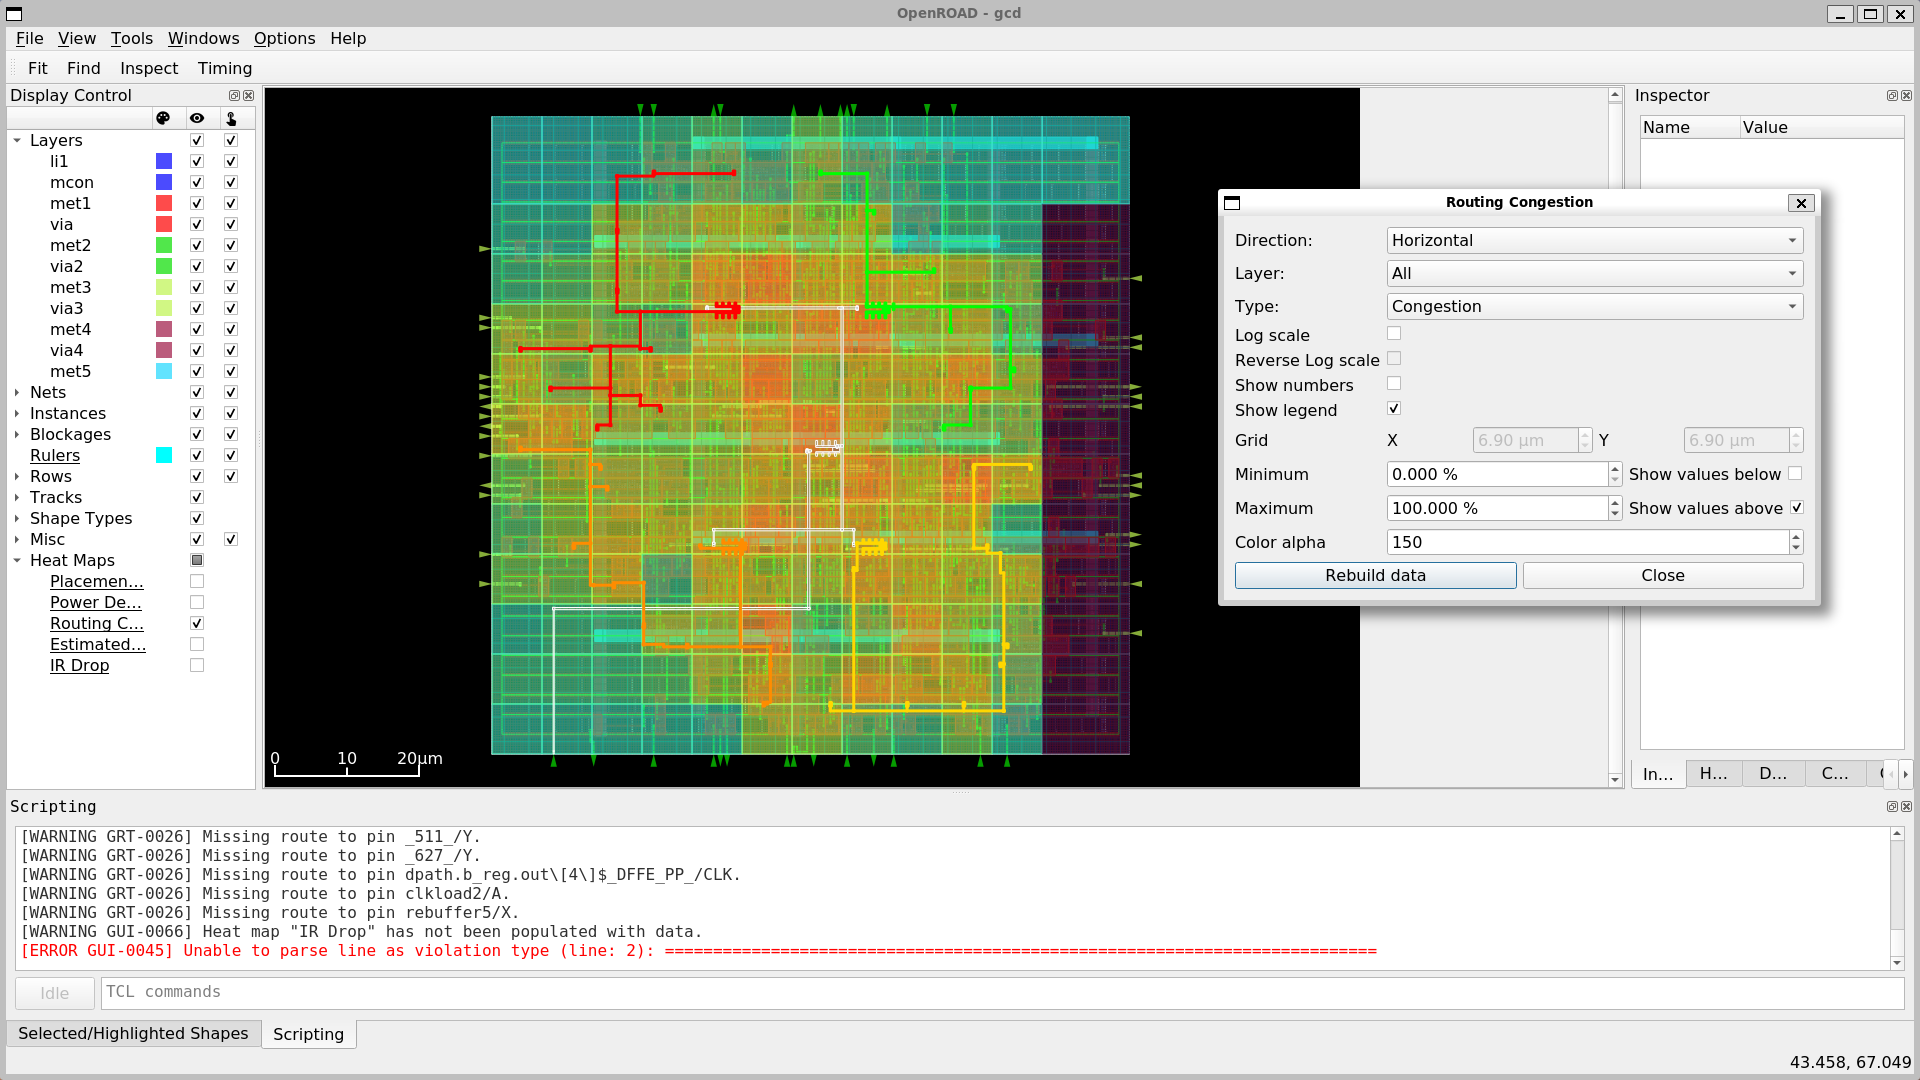 OpenROAD - gcd
File View Tools Windows Options Help
Fit Find Inspect Timing
Display Control
Layers
li1
mcon
met1
via
met2
via2
met3
via3
met4
via4
met5
Nets
Instances
Blockages
Rulers
Rows
Tracks
Shape Types
Misc
Heat Maps
Placemen...
Power De...
Routing C...
Estimated...
IR Drop
0 10 20μm
Inspector
Name Value
Routing Congestion
Direction: Horizontal
Layer: All
Type: Congestion
Log scale
Reverse Log scale
Show numbers
Show legend
Grid X 6.90 μm Y 6.90 μm
Minimum 0.000 % Show values below
Maximum 100.000 % Show values above
Color alpha 150
Rebuild data Close
In... H... D... C...
Scripting
[WARNING GRT-0026] Missing route to pin _511_/Y.
[WARNING GRT-0026] Missing route to pin _627_/Y.
[WARNING GRT-0026] Missing route to pin dpath.b_reg.out\[4\]$_DFFE_PP_/CLK.
[WARNING GRT-0026] Missing route to pin clkload2/A.
[WARNING GRT-0026] Missing route to pin rebuffer5/X.
[WARNING GUI-0066] Heat map "IR Drop" has not been populated with data.
[ERROR GUI-0045] Unable to parse line as violation type (line: 2): ==========================================================================
Idle TCL commands
Selected/Highlighted Shapes Scripting
43.458, 67.049